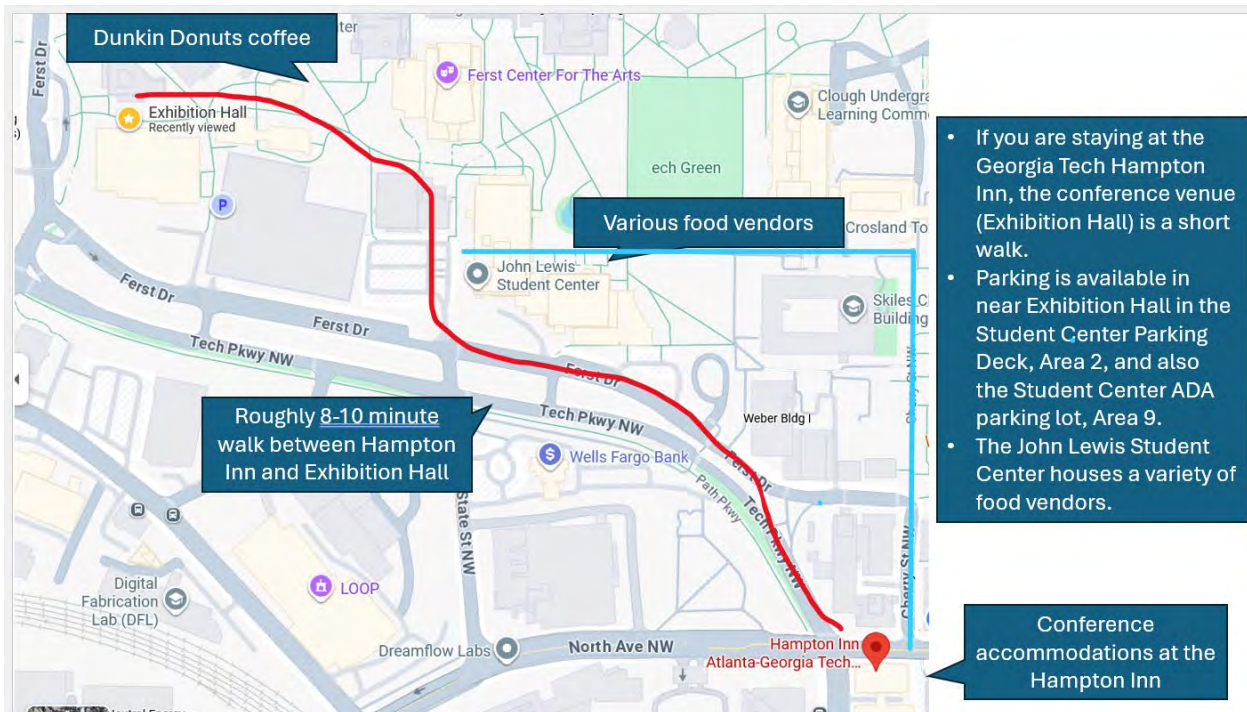 Dunkin Donuts coffee
ter
Ferst Dr
Ferst Center For The Arts
Exhibition Hall
Recently viewed
Clough Undergra
Learning Comm
P
ech Green
Various food vendors
Crosland To
John Lewis
Student Center
Skiles C
Building
Ferst Dr
Ferst Dr
Tech Pkwy NW
Ferst Dr
Cherry St NW
Roughly 8-10 minute
walk between Hampton
Inn and Exhibition Hall
Tech Pkwy NW
Weber Bldg I
$
Wells Fargo Bank
Ferst Dr
Path Pkwy
Tech Pkwy NW
State St NW
LOOP
Digital
Fabrication
Lab (DFL)
Cherry St NW
Dreamflow Labs
North Ave NW
Hampton Inn
Atlanta-Georgia Tech...
• If you are staying at the
Georgia Tech Hampton
Inn, the conference venue
(Exhibition Hall) is a short
walk.
• Parking is available in
near Exhibition Hall in the
Student Center Parking
Deck, Area 2, and also
the Student Center ADA
parking lot, Area 9.
• The John Lewis Student
Center houses a variety of
food vendors.
Conference
accommodations at the
Hampton Inn